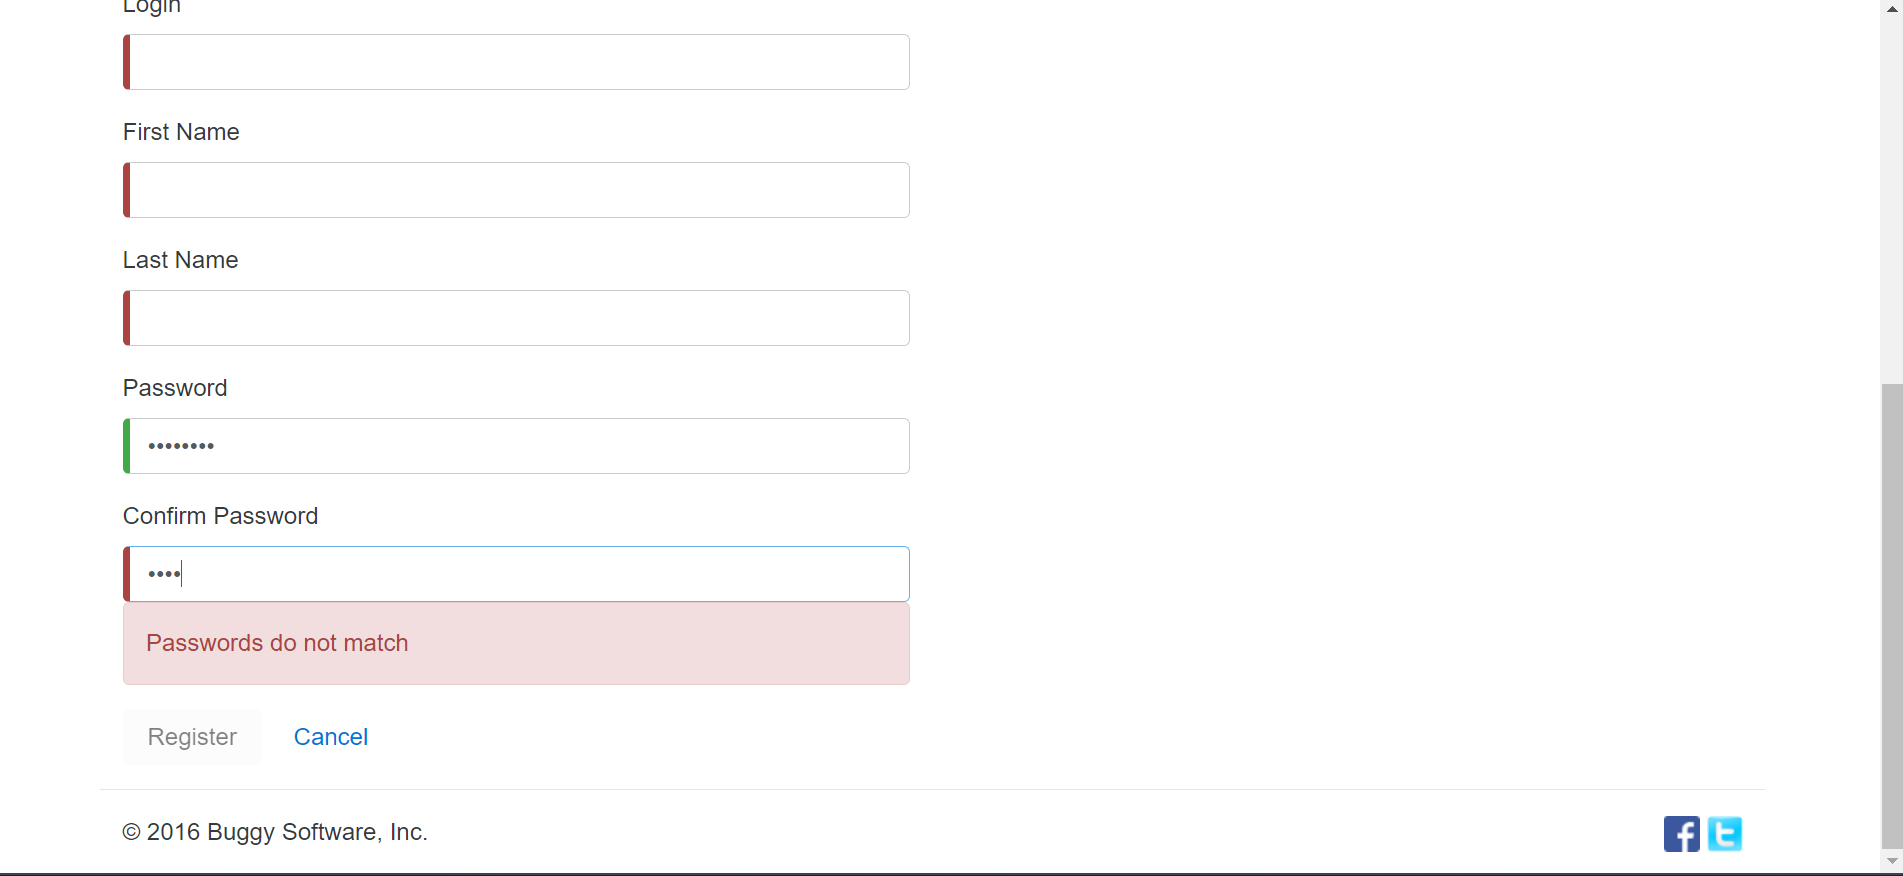 Login
First Name
Last Name
Password
••••••••
Confirm Password
••••
Passwords do not match
Register Cancel
© 2016 Buggy Software, Inc.